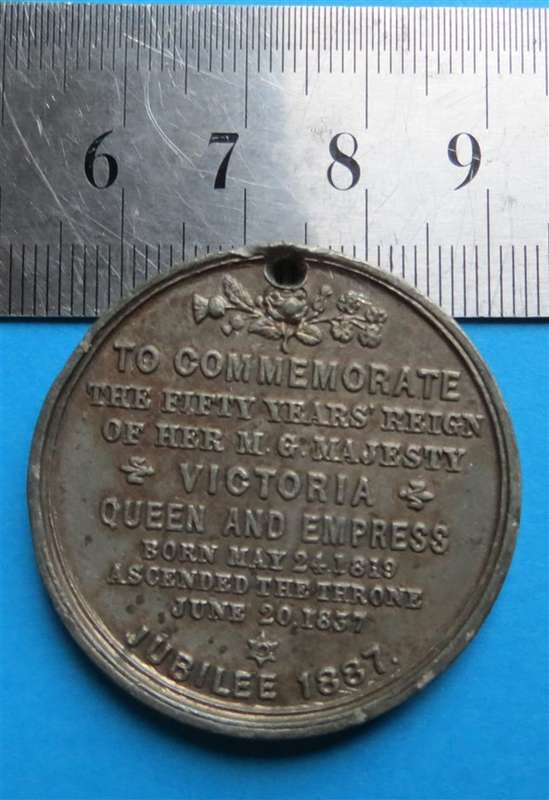 6 7 8 9
TO COMMEMORATE
THE FIFTY YEARS' REIGN
OF HER M. G. MAJESTY
VICTORIA
QUEEN AND EMPRESS
BORN MAY 24.1819
ASCENDED THE THRONE
JUNE 20.1837
JUBILEE 1887.